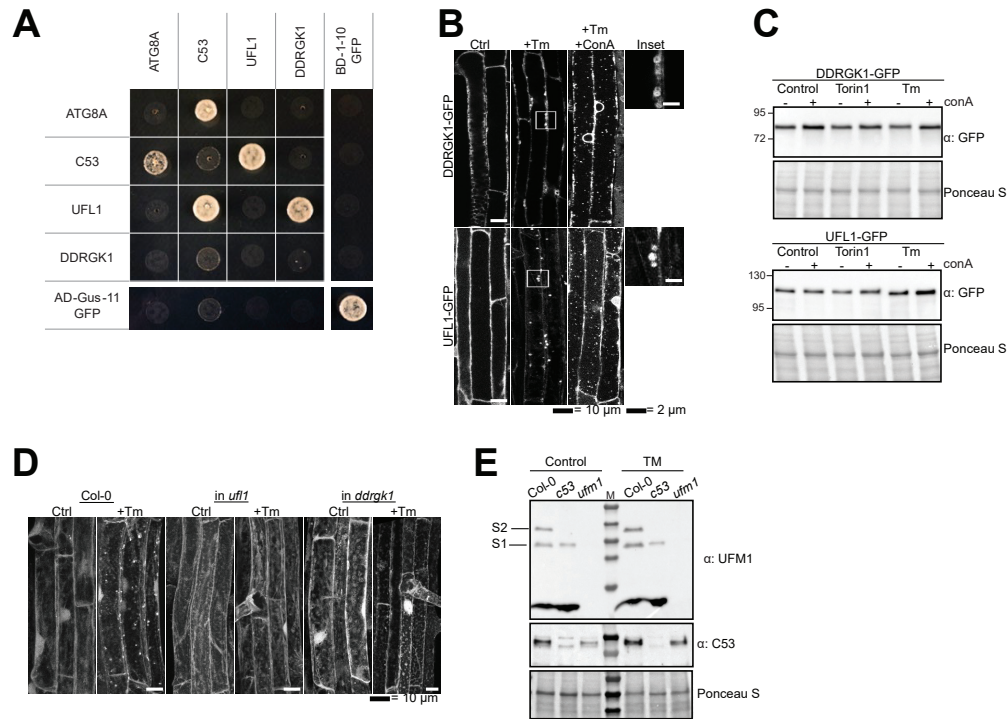 A
ATG8A
C53
UFL1
DDRGK1
BD-1-10
GFP
ATG8A
C53
UFL1
DDRGK1
AD-Gus-11
GFP
B
Ctrl
+Tm
+Tm
+ConA
Inset
DDRGK1-GFP
UFL1-GFP
= 10 µm
= 2 µm
C
DDRGK1-GFP
Control Torin1 Tm
- + - + - + conA
95
72
α: GFP
Ponceau S
UFL1-GFP
Control Torin1 Tm
- + - + - + conA
130
95
α: GFP
Ponceau S
D
Col-0 in ufl1 in ddrgk1
Ctrl +Tm Ctrl +Tm Ctrl +Tm
= 10 µm
E
Control TM
Col-0 c53 ufm1 M Col-0 c53 ufm1
S2
S1
α: UFM1
α: C53
Ponceau S